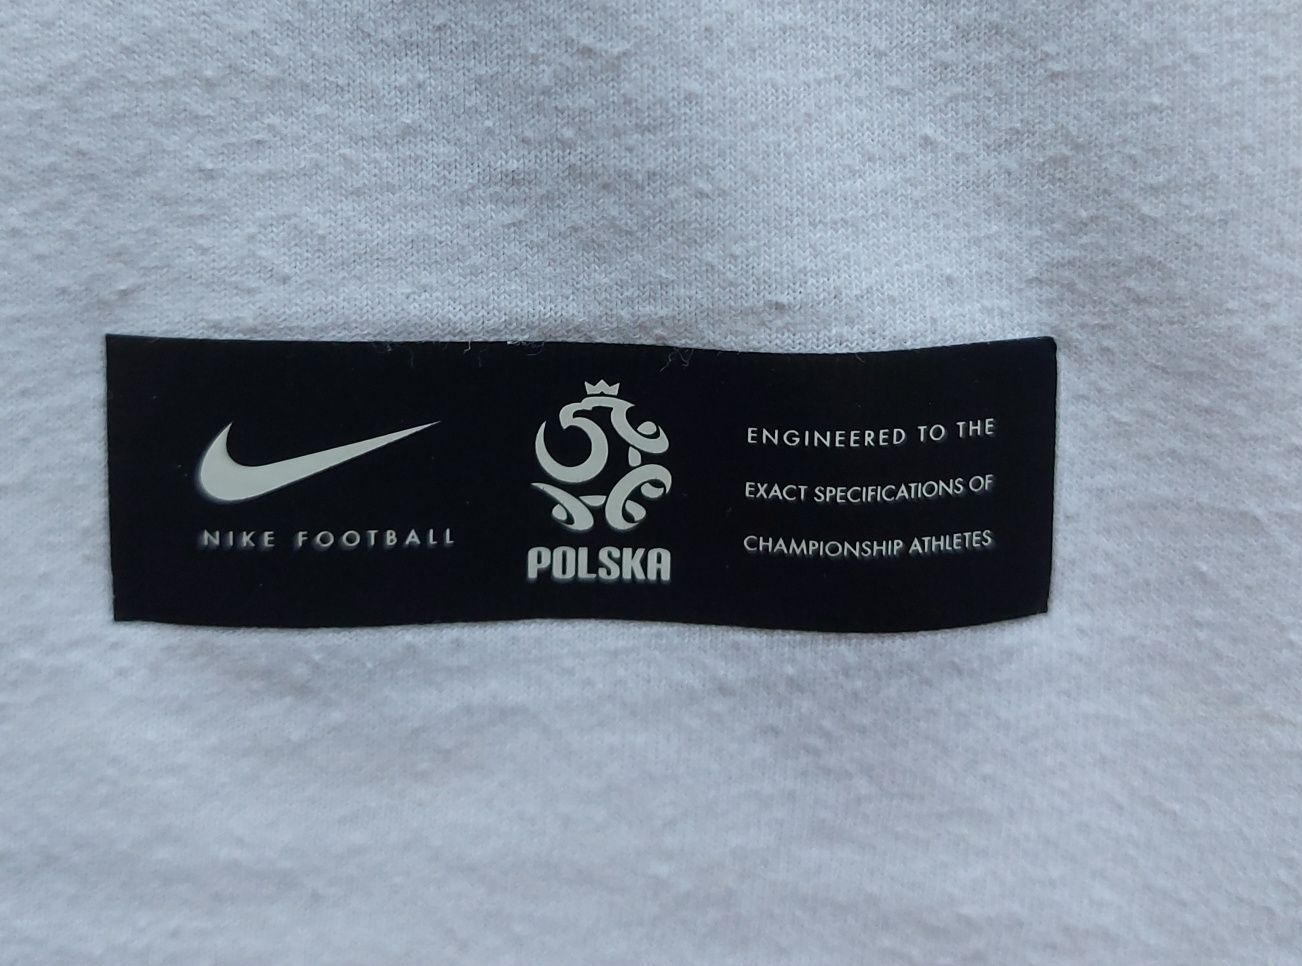 NIKE FOOTBALL
POLSKA
ENGINEERED TO THE
EXACT SPECIFICATIONS OF
CHAMPIONSHIP ATHLETES